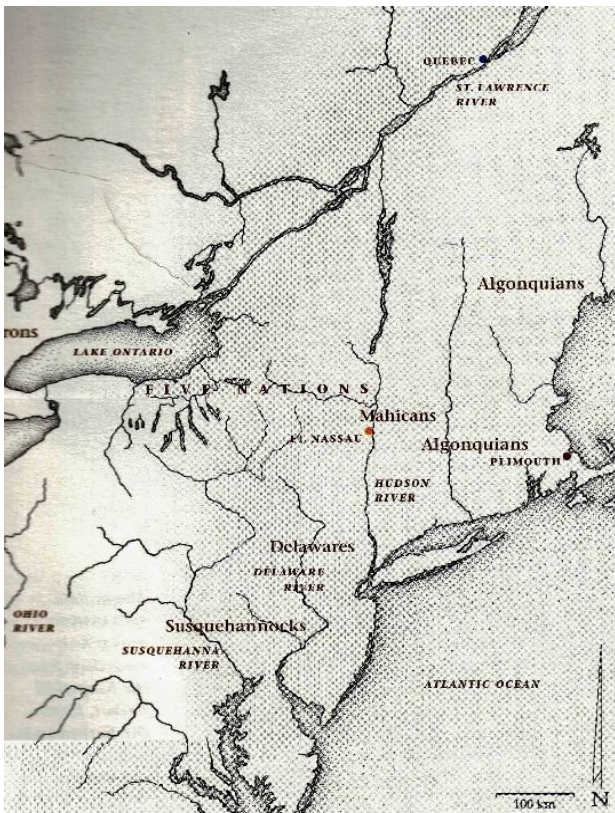 QUEBEC
ST. LAWRENCE
RIVER
Algonquians
rons
LAKE ONTARIO
FIVE NATIONS
Mahicans
FT. NASSAU
Algonquians
PLIMOUTH
HUDSON
RIVER
Delawares
DELAWARE
RIVER
OHIO
RIVER
Susquehannocks
SUSQUEHANNA
RIVER
ATLANTIC OCEAN
100 km
N